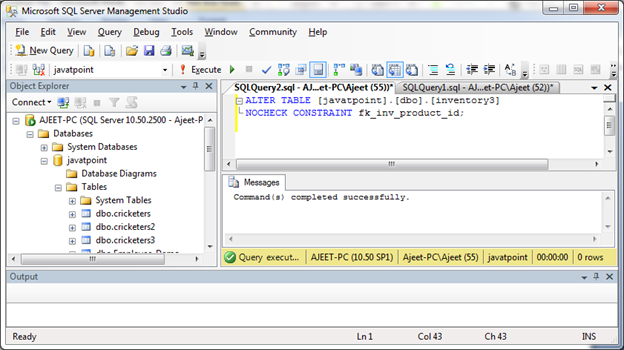 Microsoft SQL Server Management Studio
File Edit View Query Debug Tools Window Community Help
New Query
javatpoint Execute
Object Explorer
Connect
AJEET-PC (SQL Server 10.50.2500 - Ajeet-P
Databases
System Databases
javatpoint
Database Diagrams
Tables
System Tables
dbo.cricketers
dbo.cricketers2
dbo.cricketers3
SQLQuery2.sql - AJ...et-PC\Ajeet (55))* SQLQuery1.sql - AJ...et-PC\Ajeet (52))*
ALTER TABLE [javatpoint].[dbo].[inventory3]
NOCHECK CONSTRAINT fk_inv_product_id;
Messages
Command(s) completed successfully.
Query execut... AJEET-PC (10.50 SP1) Ajeet-PC\Ajeet (55) javatpoint 00:00:00 0 rows
Output
Ready Ln 1 Col 43 Ch 43 INS